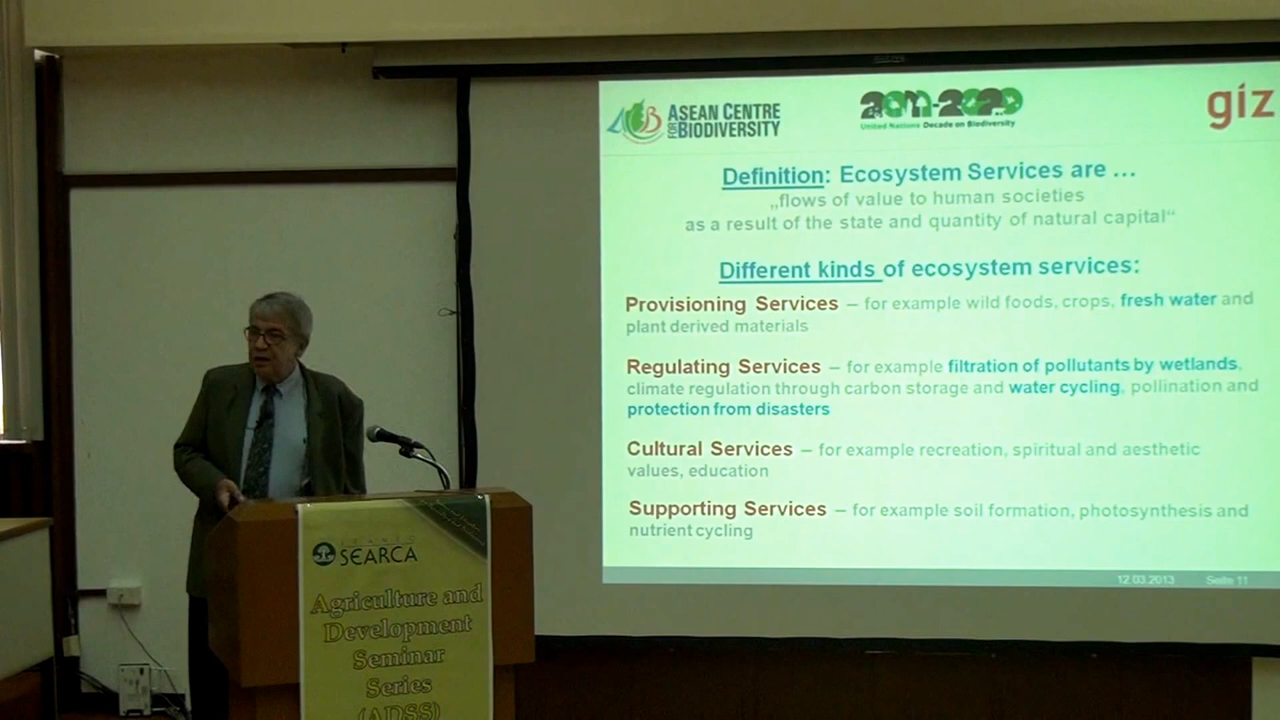 ASEAN CENTRE
FOR BIODIVERSITY
2011-2020
United Nations Decade on Biodiversity
giz
Definition: Ecosystem Services are ...
„flows of value to human societies
as a result of the state and quantity of natural capital“
Different kinds of ecosystem services:
Provisioning Services – for example wild foods, crops, fresh water and
plant derived materials
Regulating Services – for example filtration of pollutants by wetlands,
climate regulation through carbon storage and water cycling, pollination and
protection from disasters
Cultural Services – for example recreation, spiritual and aesthetic
values, education
Supporting Services – for example soil formation, photosynthesis and
nutrient cycling
12.03.2013 Seite 11
SEARCA
Agriculture and
Development
Seminar
Series
(ADSS)